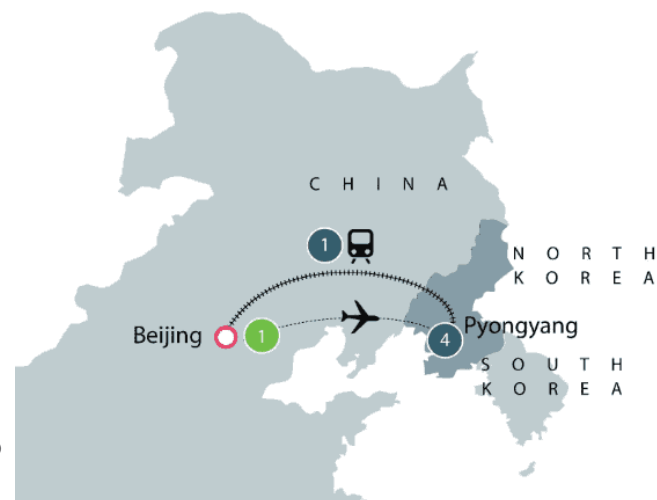 C H I N A
1
N O R T H
K O R E A
Beijing
1
Pyongyang
4
S O U T H
K O R E A